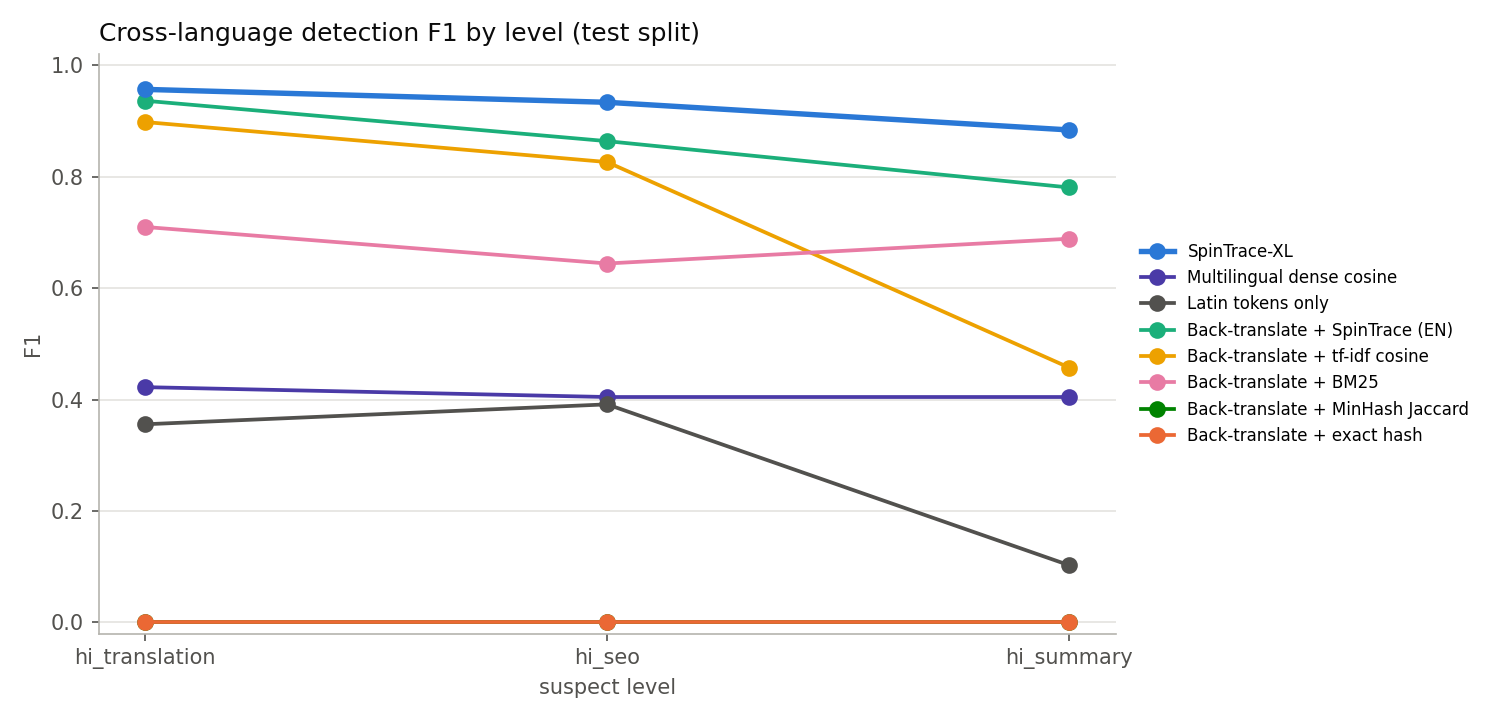 Cross-language detection F1 by level (test split)
1.0
0.8
0.6
0.4
0.2
0.0
F1
hi_translation
hi_seo
hi_summary
suspect level
SpinTrace-XL
Multilingual dense cosine
Latin tokens only
Back-translate + SpinTrace (EN)
Back-translate + tf-idf cosine
Back-translate + BM25
Back-translate + MinHash Jaccard
Back-translate + exact hash